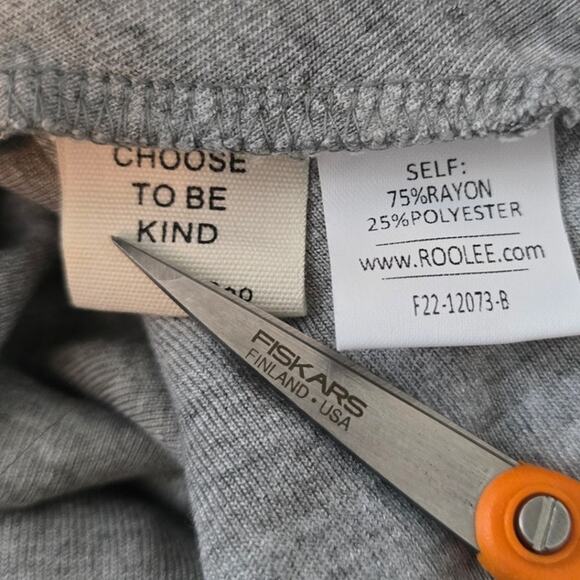 CHOOSE
TO BE
KIND
SELF:
75%RAYON
25%POLYESTER
www.ROOLEE.com
F22-12073-B
FISKARS
FINLAND • USA